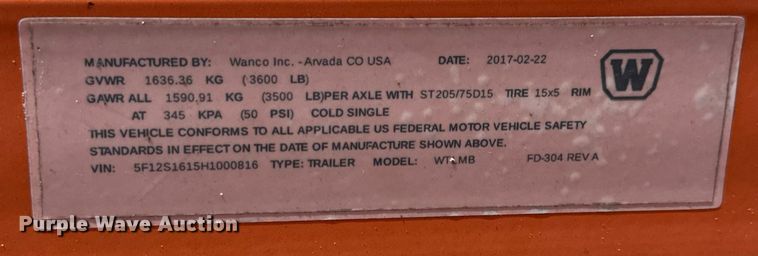 MANUFACTURED BY: Wanco Inc. - Arvada CO USA DATE: 2017-02-22
GVWR 1636.36 KG (3600 LB)
GAWR ALL 1590.91 KG (3500 LB)PER AXLE WITH ST205/75D15 TIRE 15x5 RIM
AT 345 KPA (50 PSI) COLD SINGLE
THIS VEHICLE CONFORMS TO ALL APPLICABLE US FEDERAL MOTOR VEHICLE SAFETY
STANDARDS IN EFFECT ON THE DATE OF MANUFACTURE SHOWN ABOVE.
VIN: 5F12S1615H1000816 TYPE: TRAILER MODEL: FD-304 REV A
W
Purple Wave Auction